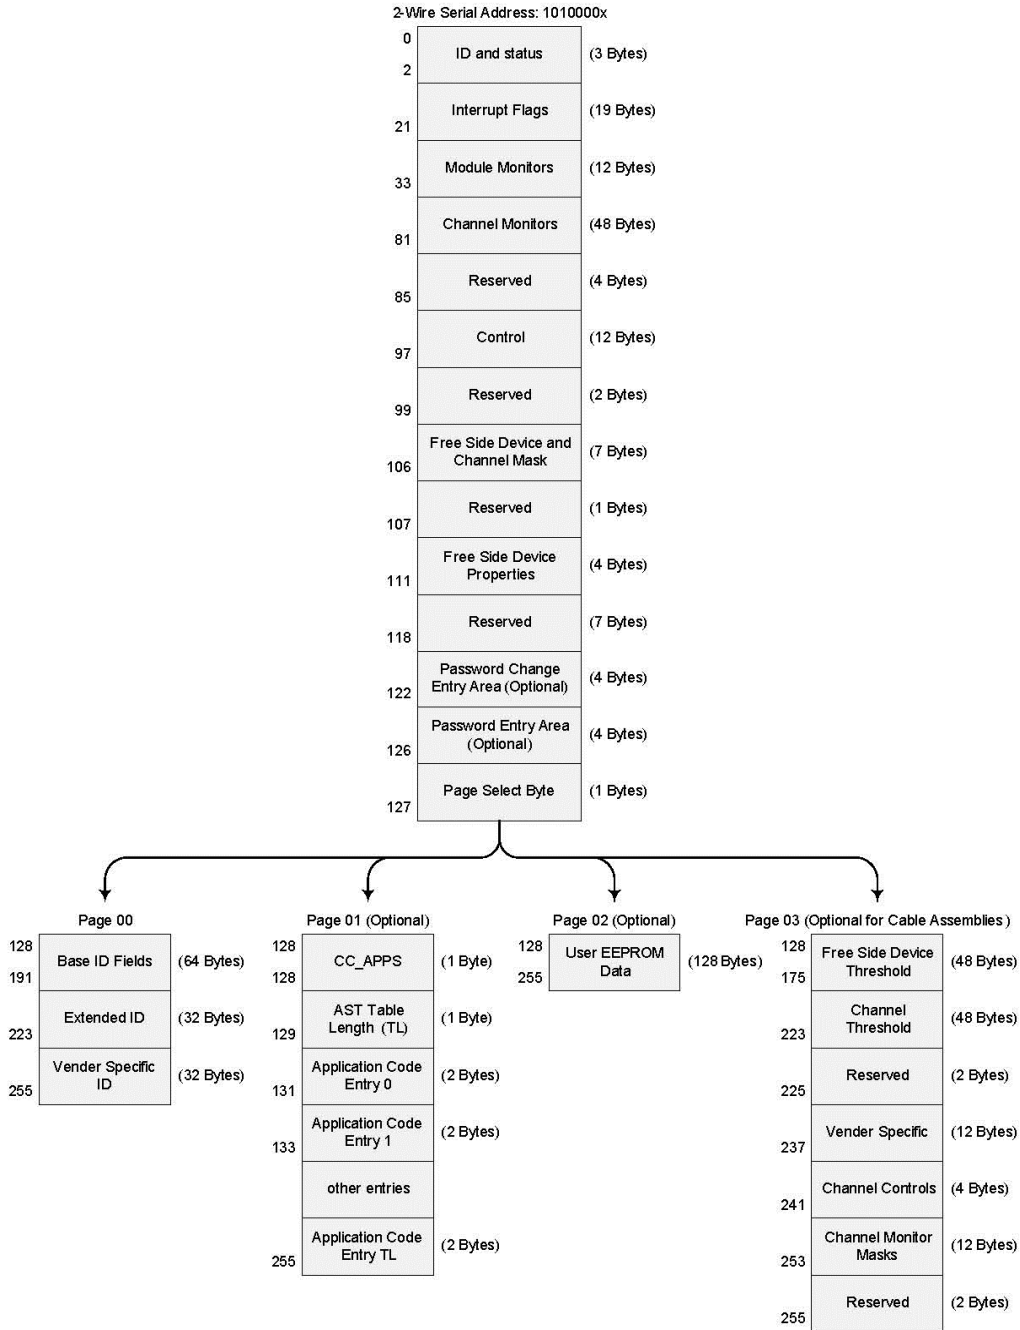 2-Wire Serial Address: 1010000x
0
ID and status
(3 Bytes)
2
Interrupt Flags
(19 Bytes)
21
Module Monitors
(12 Bytes)
33
Channel Monitors
(48 Bytes)
81
Reserved
(4 Bytes)
85
Control
(12 Bytes)
97
Reserved
(2 Bytes)
99
Free Side Device and
Channel Mask
(7 Bytes)
106
Reserved
(1 Bytes)
107
Free Side Device
Properties
(4 Bytes)
111
Reserved
(7 Bytes)
118
Password Change
Entry Area (Optional)
(4 Bytes)
122
Password Entry Area
(Optional)
(4 Bytes)
126
Page Select Byte
(1 Bytes)
127
Page 00
128
Base ID Fields
(64 Bytes)
191
Extended ID
(32 Bytes)
223
Vender Specific
ID
(32 Bytes)
255
Page 01 (Optional)
128
CC_APPS
(1 Byte)
128
AST Table
Length (TL)
(1 Byte)
129
Application Code
Entry 0
(2 Bytes)
131
Application Code
Entry 1
(2 Bytes)
133
other entries
Application Code
Entry TL
(2 Bytes)
255
Page 02 (Optional)
128
User EEPROM
Data
(128 Bytes)
255
Page 03 (Optional for Cable Assemblies )
128
Free Side Device
Threshold
(48 Bytes)
175
Channel
Threshold
(48 Bytes)
223
Reserved
(2 Bytes)
225
Vender Specific
(12 Bytes)
237
Channel Controls
(4 Bytes)
241
Channel Monitor
Masks
(12 Bytes)
253
Reserved
(2 Bytes)
255